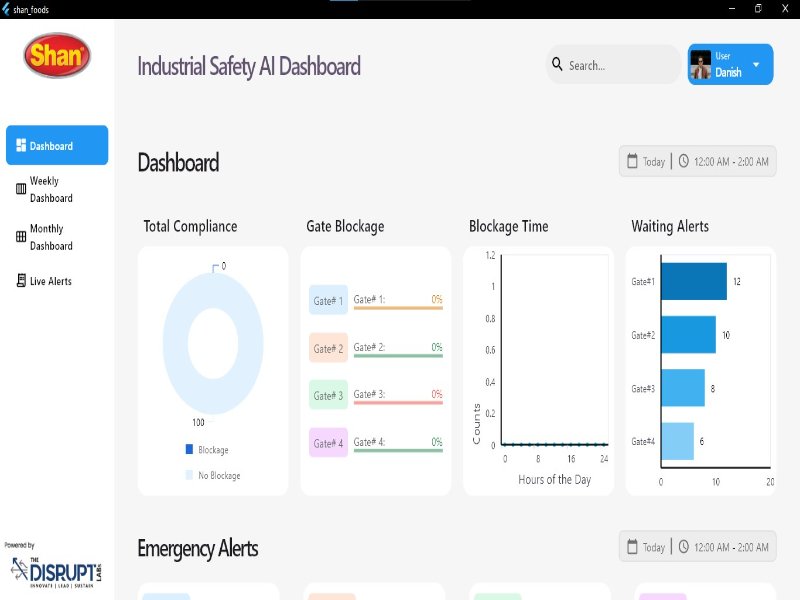 shan_foods
Shan
Industrial Safety AI Dashboard
Search...
User
Danish
Dashboard
Weekly
Dashboard
Monthly
Dashboard
Live Alerts
Dashboard
Today
12:00 AM - 2:00 AM
Total Compliance
0
100
Blockage
No Blockage
Gate Blockage
Gate# 1
Gate# 1:
0%
Gate# 2
Gate# 2:
0%
Gate# 3
Gate# 3:
0%
Gate# 4
Gate# 4:
0%
Blockage Time
1.2
1
0.8
0.6
0.4
0.2
0
Counts
0 8 16 24
Hours of the Day
Waiting Alerts
Gate#1 12
Gate#2 10
Gate#3 8
Gate#4 6
0 10 20
Emergency Alerts
Today
12:00 AM - 2:00 AM
Powered by
THE
DISRUPT
LABS
INNOVATE | LEAD | SUSTAIN